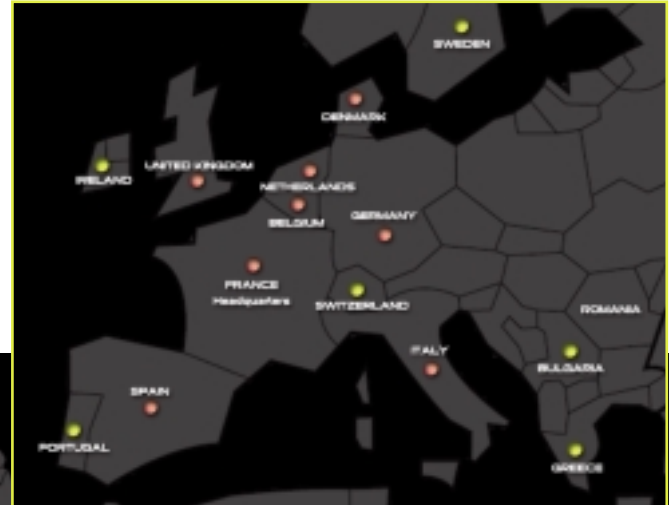 SWEDEN
DENMARK
UNITED KINGDOM
IRELAND
NETHERLANDS
BELGIUM
GERMANY
FRANCE
Headquarters
SWITZERLAND
ROMANIA
ITALY
BULGARIA
SPAIN
PORTUGAL
GREECE